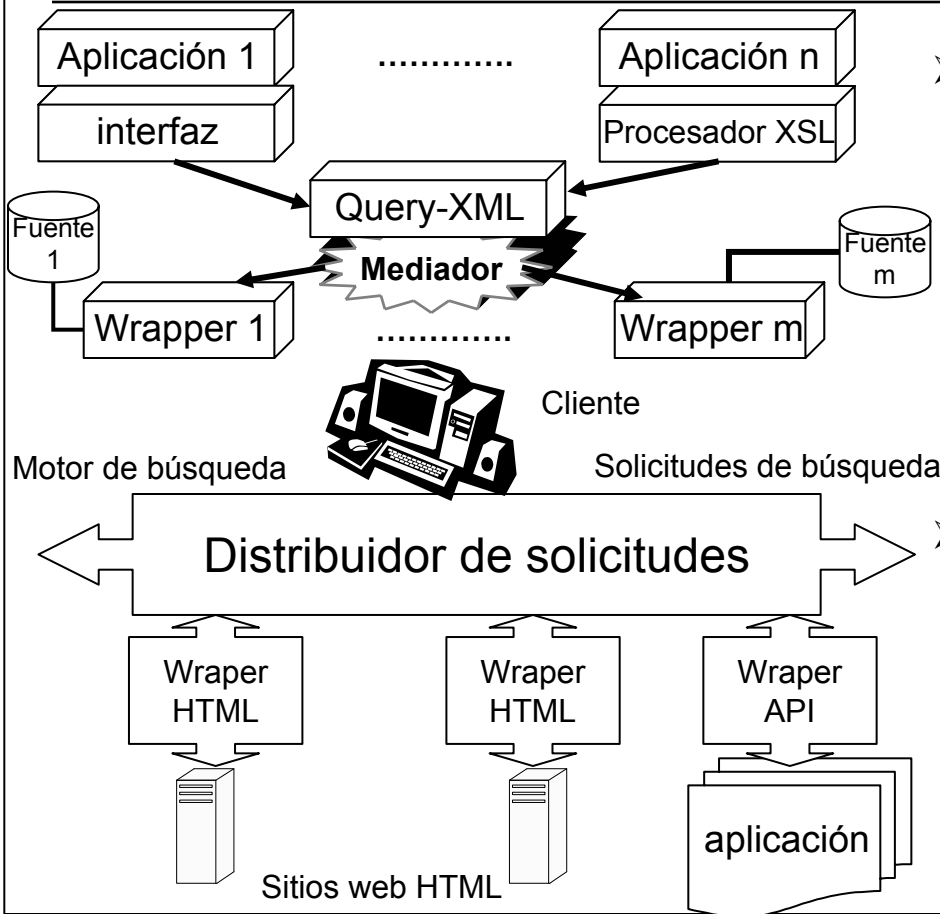 Aplicación 1
.............
Aplicación n
interfaz
Procesador XSL
Query-XML
Fuente
1
Mediador
Fuente
m
Wrapper 1
.............
Wrapper m
Cliente
Motor de búsqueda
Solicitudes de búsqueda
Distribuidor de solicitudes
Wraper
HTML
Wraper
HTML
Wraper
API
aplicación
Sitios web HTML